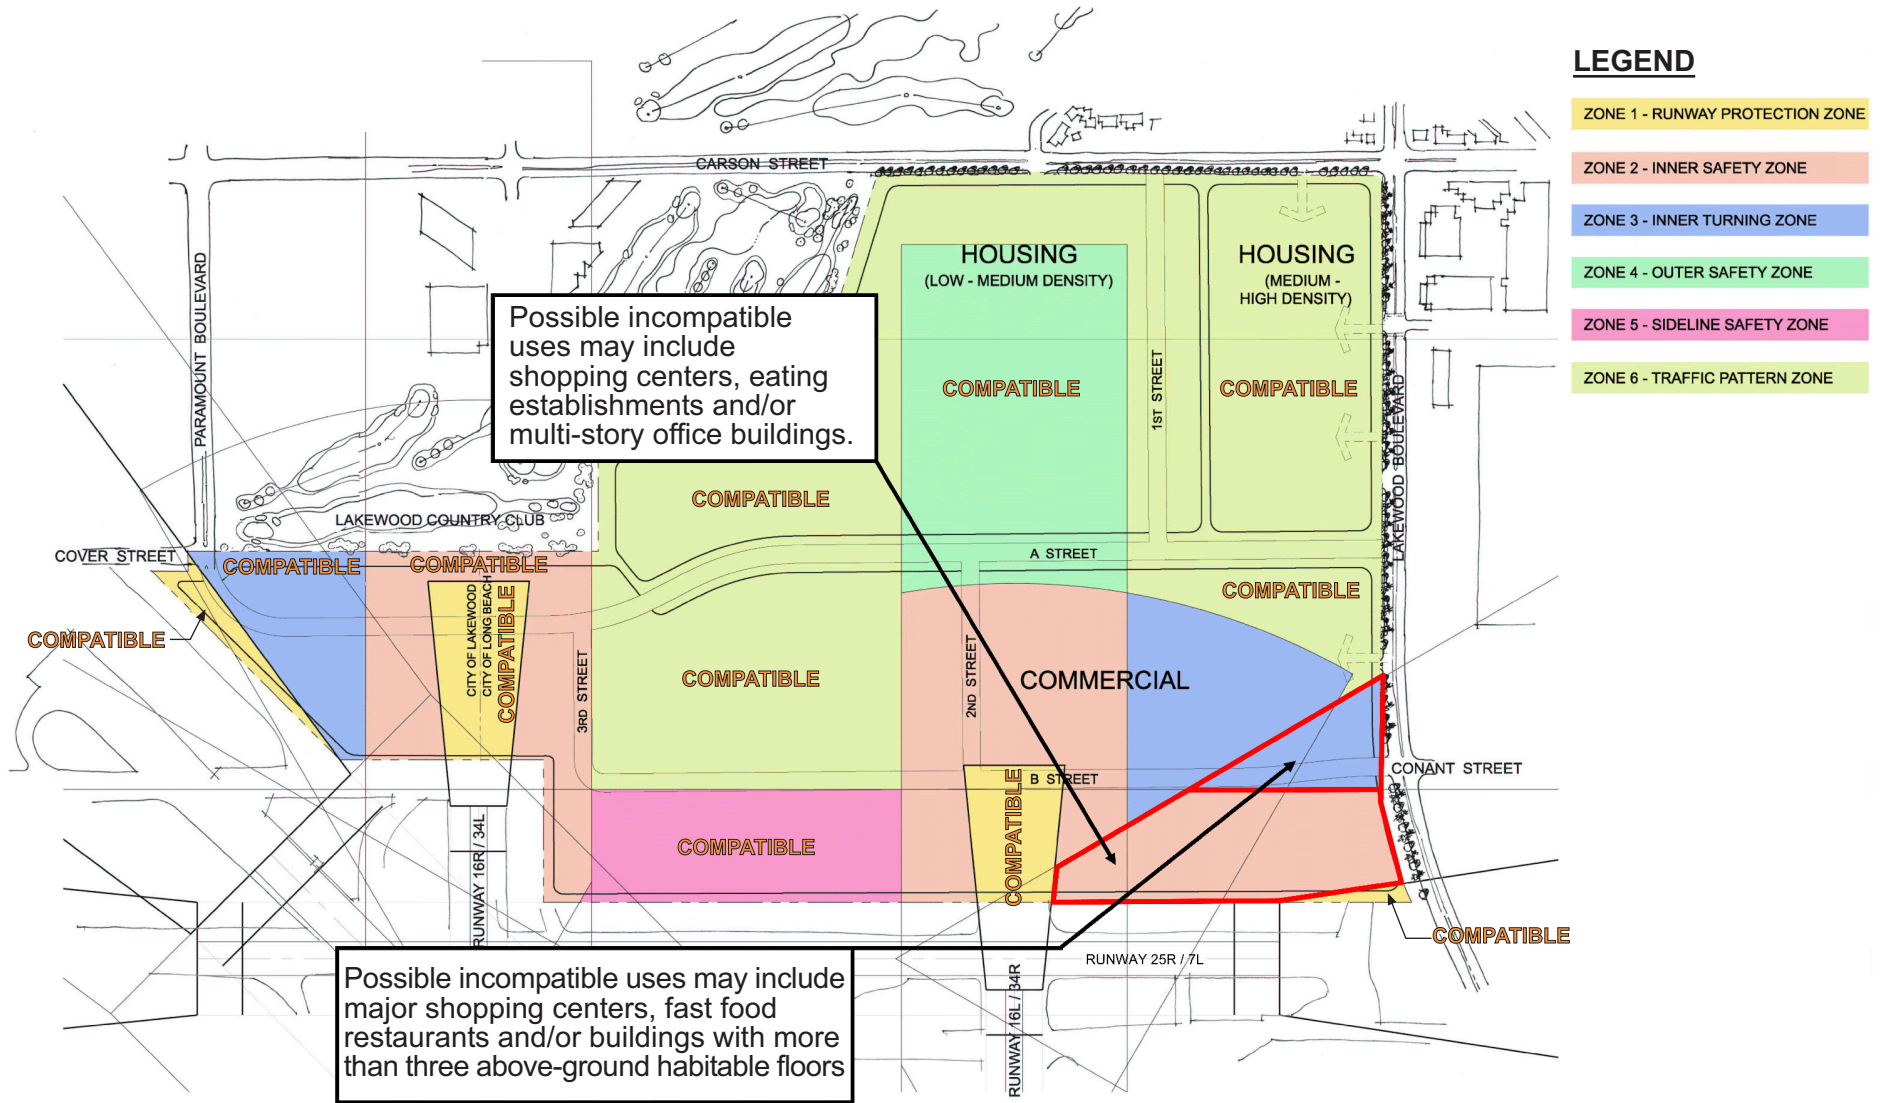 LEGEND
ZONE 1 - RUNWAY PROTECTION ZONE
ZONE 2 - INNER SAFETY ZONE
ZONE 3 - INNER TURNING ZONE
ZONE 4 - OUTER SAFETY ZONE
ZONE 5 - SIDELINE SAFETY ZONE
ZONE 6 - TRAFFIC PATTERN ZONE
CARSON STREET
PARAMOUNT BOULEVARD
HOUSING
(LOW - MEDIUM DENSITY)
HOUSING
(MEDIUM -
HIGH DENSITY)
Possible incompatible
uses may include
shopping centers, eating
establishments and/or
multi-story office buildings.
COMPATIBLE
COMPATIBLE
1ST STREET
LAKEWOOD BOULEVARD
COMPATIBLE
LAKEWOOD COUNTRY CLUB
COVER STREET
COMPATIBLE
COMPATIBLE
A STREET
COMPATIBLE
CITY OF LAKEWOOD
CITY OF LONG BEACH
COMPATIBLE
COMPATIBLE
3RD STREET
COMPATIBLE
2ND STREET
COMMERCIAL
B STREET
CONANT STREET
COMPATIBLE
COMPATIBLE
RUNWAY 16R / 34L
COMPATIBLE
RUNWAY 25R / 7L
RUNWAY 16L / 34R
Possible incompatible uses may include
major shopping centers, fast food
restaurants and/or buildings with more
than three above-ground habitable floors